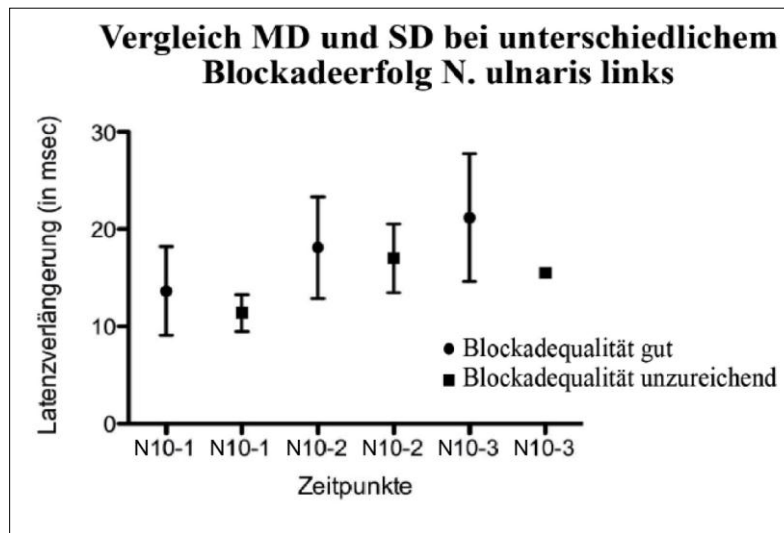 Vergleich MD und SD bei unterschiedlichem
Blockadeerfolg N. ulnaris links
Latenzverlängerung (in msec)
30
20
10
0
● Blockadequalität gut
■ Blockadequalität unzureichend
N10-1 N10-1 N10-2 N10-2 N10-3 N10-3
Zeitpunkte